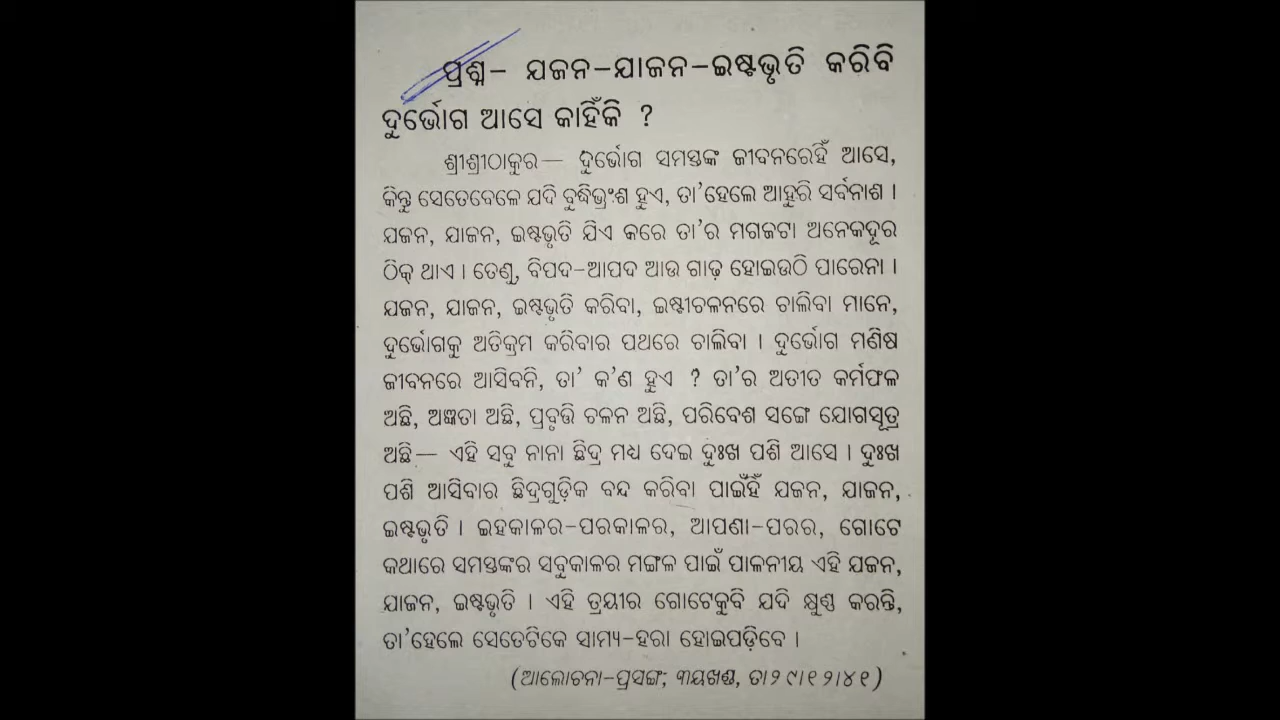 ପ୍ରଶ୍ନ– ଯଜନ–ଯାଜନ–ଇଷ୍ଟଭୃତି କରିବି
ଦୁର୍ଭୋଗ ଆସେ କାହିଁକି ?
ଶ୍ରୀଶ୍ରୀଠାକୁର— ଦୁର୍ଭୋଗ ସମସ୍ତଙ୍କ ଜୀବନରେହିଁ ଆସେ,
କିନ୍ତୁ ସେତେବେଳେ ଯଦି ବୁଦ୍ଧିଭ୍ରଂଶ ହୁଏ, ତା’ହେଲେ ଆହୁରି ସର୍ବନାଶ ।
ଯଜନ, ଯାଜନ, ଇଷ୍ଟଭୃତି ଯିଏ କରେ ତା’ର ମଗଜଟା ଅନେକଦୂର
ଠିକ୍ ଥାଏ । ତେଣୁ, ବିପଦ-ଆପଦ ଆଉ ଗାଢ଼ ହୋଇଉଠି ପାରେନା ।
ଯଜନ, ଯାଜନ, ଇଷ୍ଟଭୃତି କରିବା, ଇଷ୍ଟୀଚଳନରେ ଚାଲିବା ମାନେ,
ଦୁର୍ଭୋଗକୁ ଅତିକ୍ରମ କରିବାର ପଥରେ ଚାଲିବା । ଦୁର୍ଭୋଗ ମଣିଷ
ଜୀବନରେ ଆସିବନି, ତା’ କ’ଣ ହୁଏ ? ତା’ର ଅତୀତ କର୍ମଫଳ
ଅଛି, ଅଜ୍ଞତା ଅଛି, ପ୍ରବୃତ୍ତି ଚଳନ ଅଛି, ପରିବେଶ ସଙ୍ଗେ ଯୋଗସୂତ୍ର
ଅଛି— ଏହି ସବୁ ନାନା ଛିଦ୍ର ମଧ୍ୟ ଦେଇ ଦୁଃଖ ପଶି ଆସେ । ଦୁଃଖ
ପଶି ଆସିବାର ଛିଦ୍ରଗୁଡ଼ିକ ବନ୍ଦ କରିବା ପାଇଁହିଁ ଯଜନ, ଯାଜନ,
ଇଷ୍ଟଭୃତି । ଇହକାଳର-ପରକାଳର, ଆପଣା-ପରର, ଗୋଟେ
କଥାରେ ସମସ୍ତଙ୍କର ସବୁକାଳର ମଙ୍ଗଳ ପାଇଁ ପାଳନୀୟ ଏହି ଯଜନ,
ଯାଜନ, ଇଷ୍ଟଭୃତି । ଏହି ତ୍ରୟୀର ଗୋଟେକୁବି ଯଦି କ୍ଷୁଣ୍ଣ କରନ୍ତି,
ତା’ହେଲେ ସେତେଟିକେ ସାମ୍ୟ-ହରା ହୋଇପଡ଼ିବେ ।
(ଆଲୋଚନା-ପ୍ରସଙ୍ଗ; ୩ୟଖଣ୍ଡ, ତା୨୯।୧୨।୪୧)